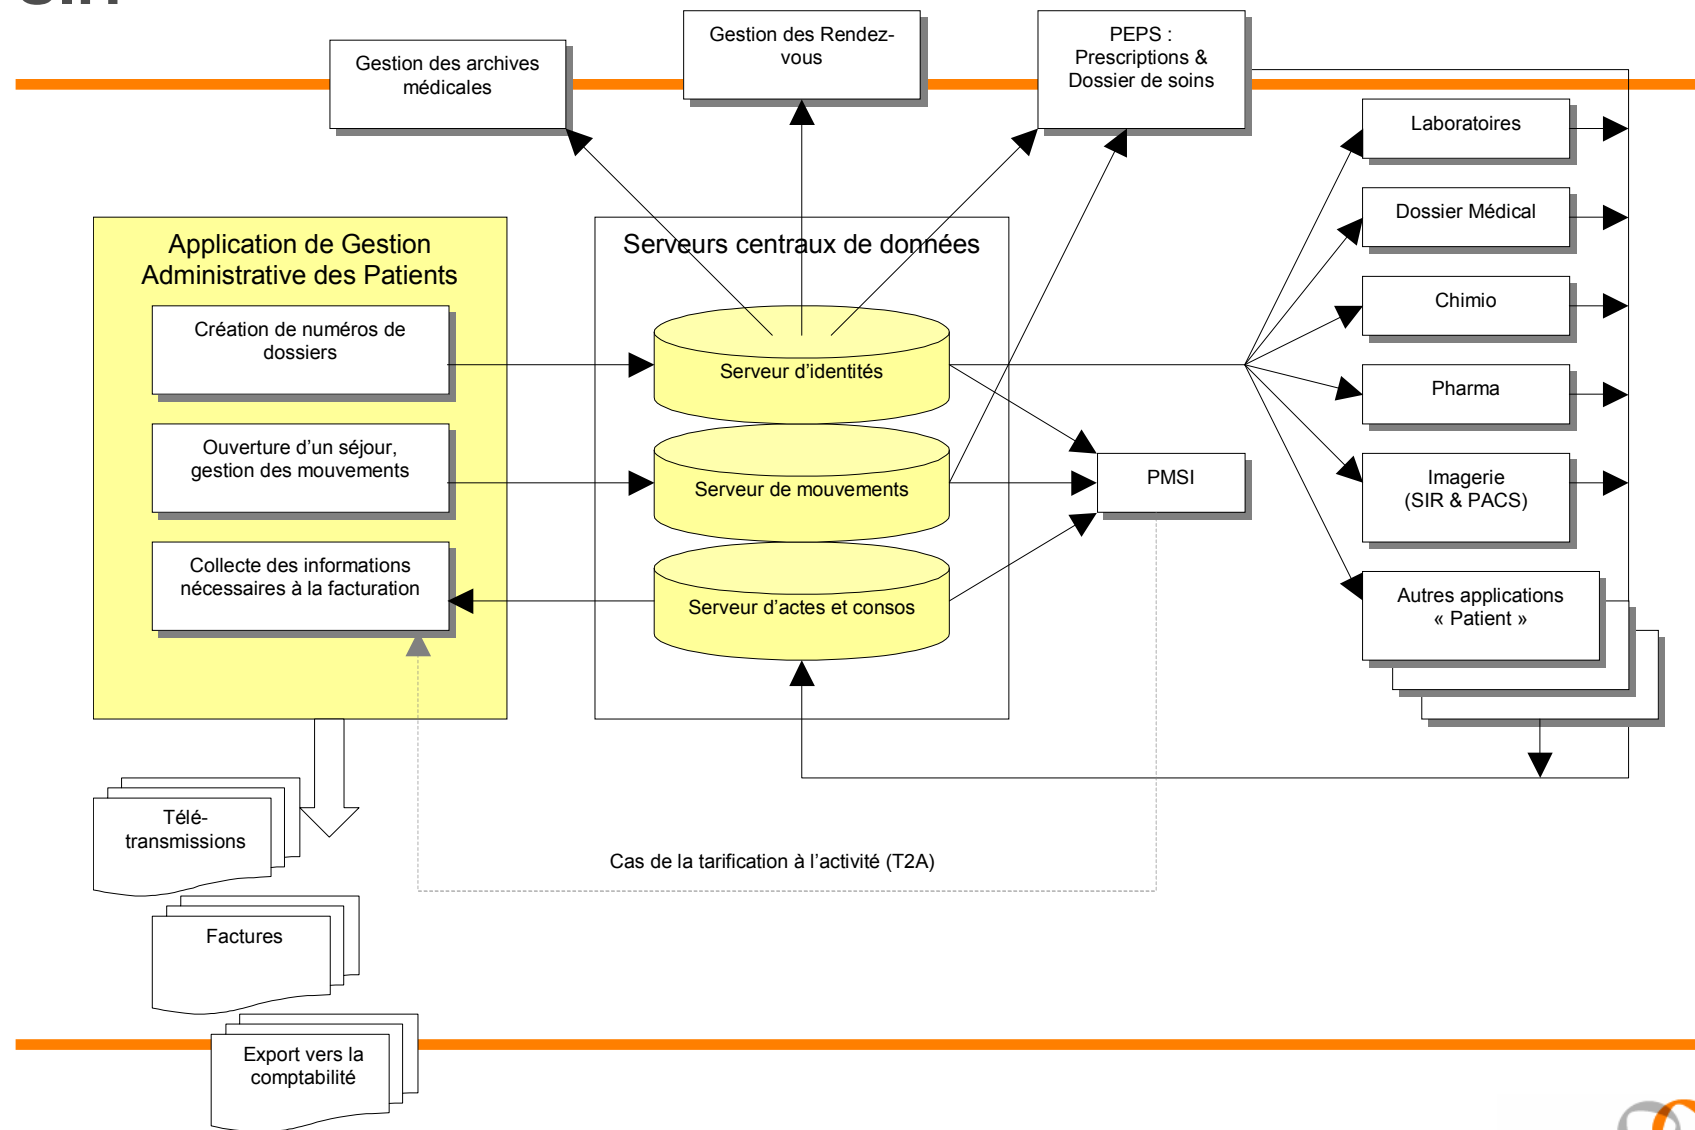 Gestion des archives
médicales
Gestion des Rendez-
vous
PEPS :
Prescriptions &
Dossier de soins
Laboratoires
Dossier Médical
Chimio
Pharma
Imagerie
(SIR & PACS)
Autres applications
« Patient »
Application de Gestion
Administrative des Patients
Création de numéros de
dossiers
Ouverture d'un séjour,
gestion des mouvements
Collecte des informations
nécessaires à la facturation
Serveurs centraux de données
Serveur d'identités
Serveur de mouvements
Serveur d'actes et consos
PMSI
Cas de la tarification à l'activité (T2A)
Télé-
transmissions
Factures
Export vers la
comptabilité